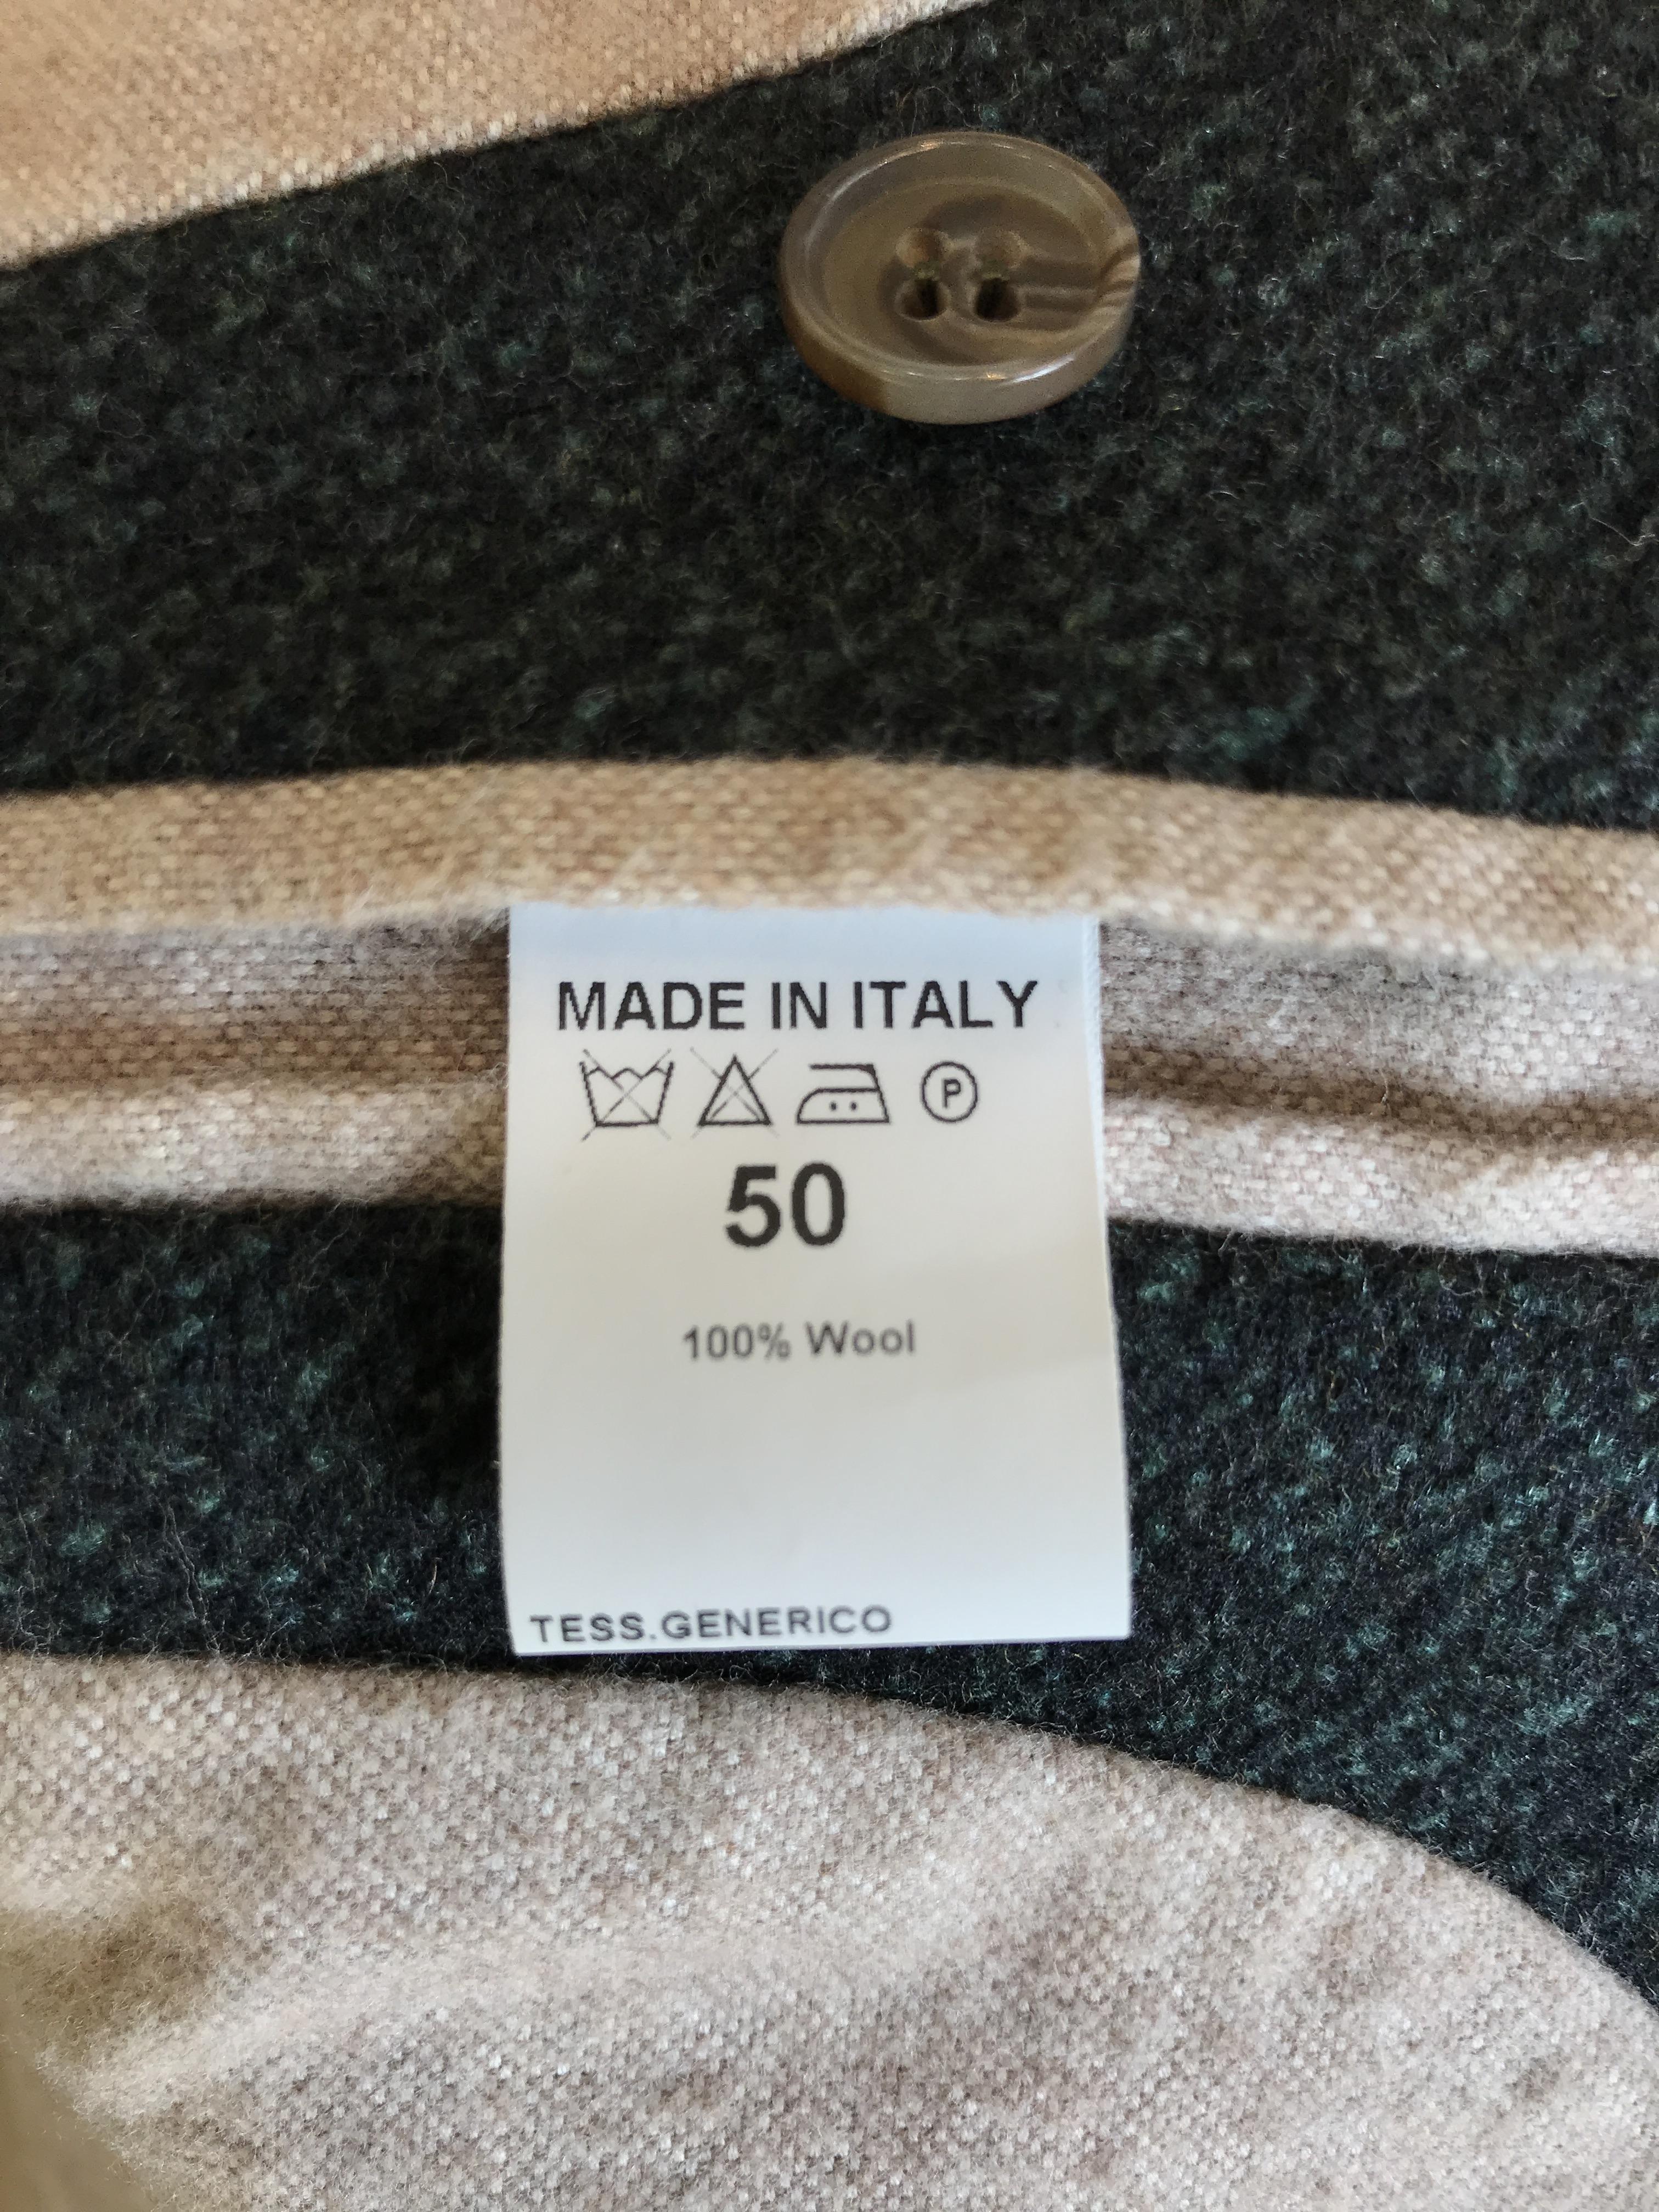 MADE IN ITALY
P
50
100% Wool
TESS.GENERICO